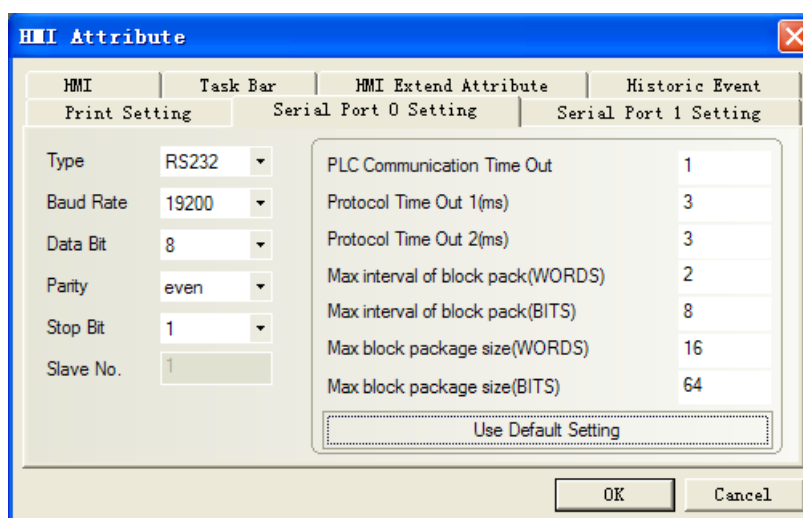 HMI Attribute
HMI Task Bar HMI Extend Attribute Historic Event
Print Setting Serial Port 0 Setting Serial Port 1 Setting
Type RS232
Baud Rate 19200
Data Bit 8
Parity even
Stop Bit 1
Slave No. 1
PLC Communication Time Out 1
Protocol Time Out 1(ms) 3
Protocol Time Out 2(ms) 3
Max interval of block pack(WORDS) 2
Max interval of block pack(BITS) 8
Max block package size(WORDS) 16
Max block package size(BITS) 64
Use Default Setting
OK Cancel